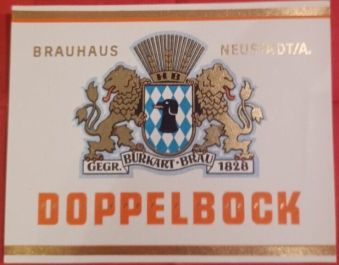 BRAUHAUS NEUSTADT/A.
HB
GEGR. BURKART-BRÄU 1828
DOPPELBOCK